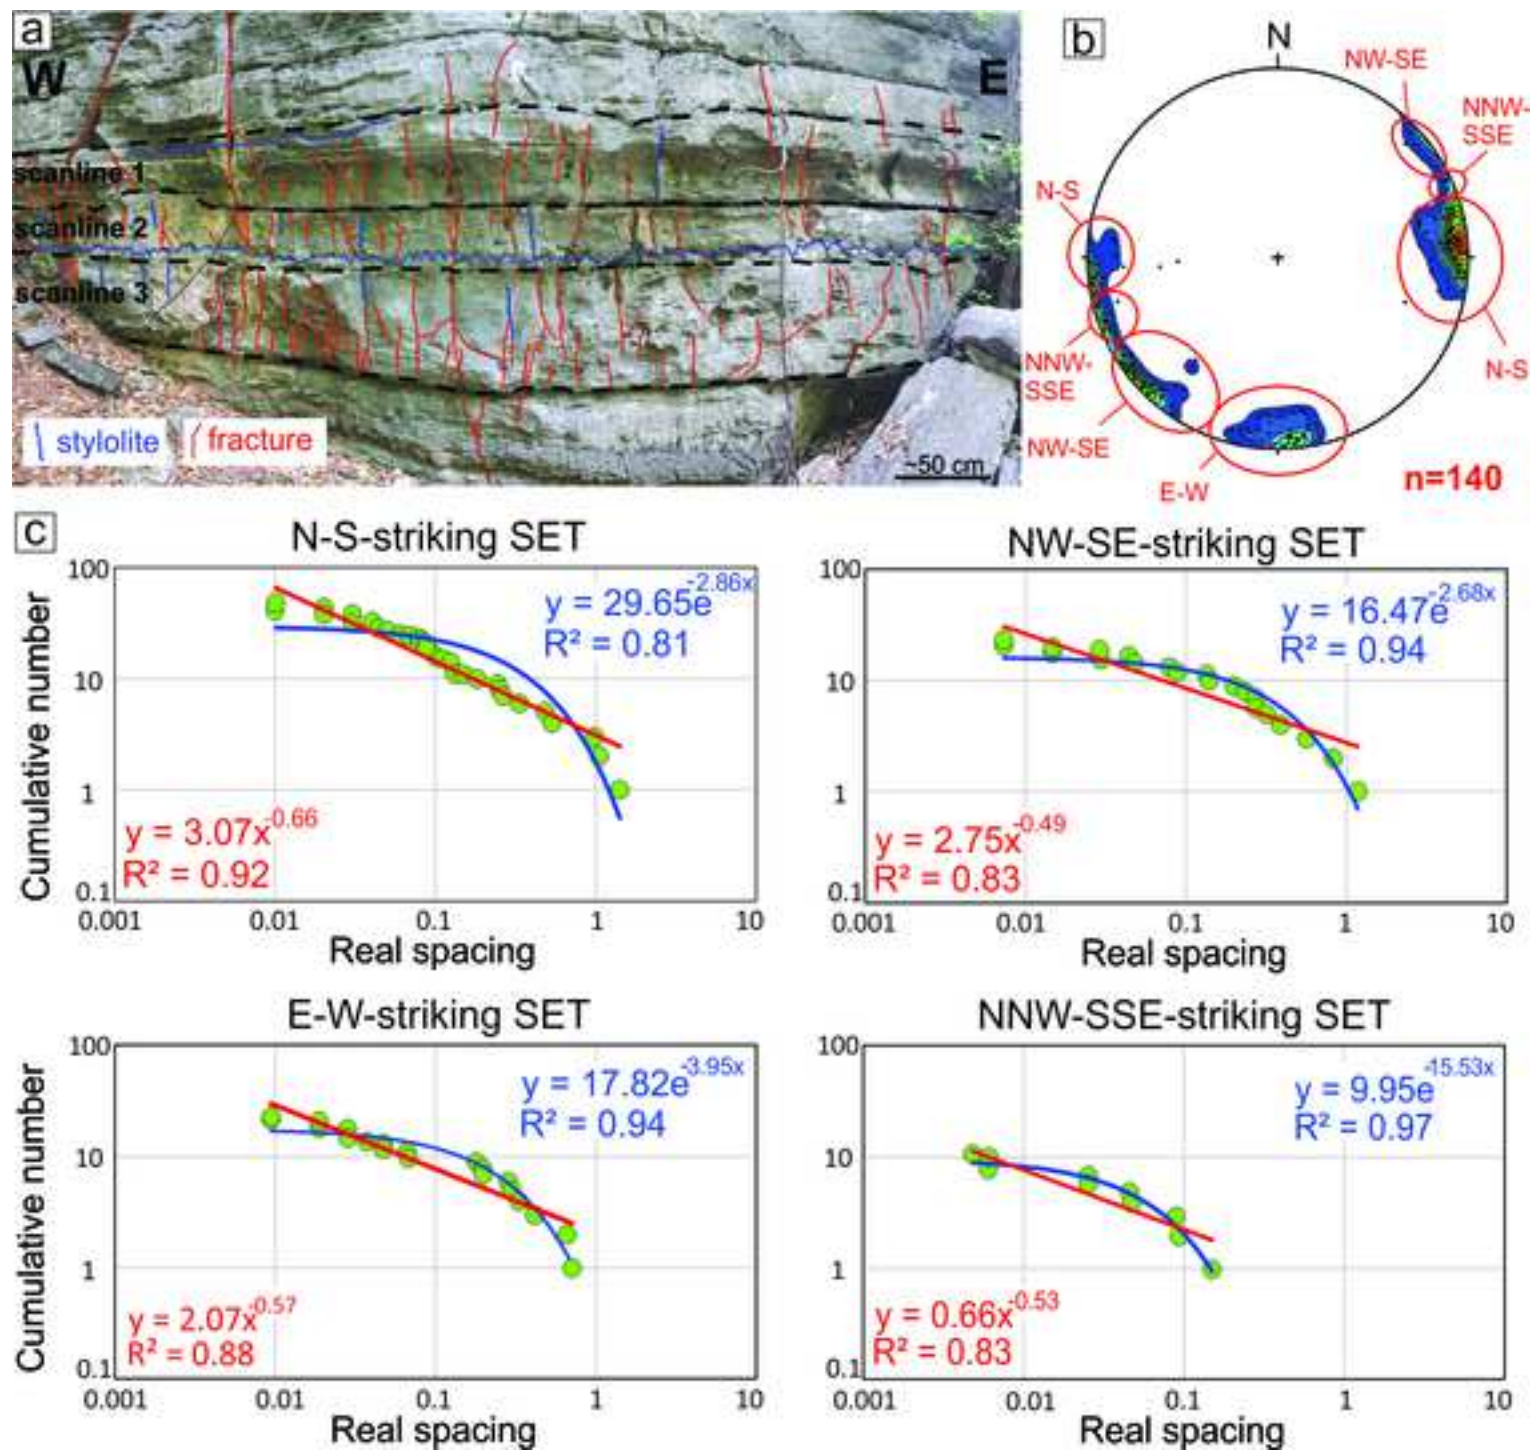 a
W
E
scanline 1
scanline 2
scanline 3
stylolite
fracture
~50 cm
b
N
NW-SE
NNW-
SSE
N-S
N-S
NNW-
SSE
NW-SE
E-W
n=140
c
N-S-striking SET
100
10
1
0.1
0.001
0.01
0.1
1
10
Cumulative number
Real spacing
y = 29.65e^-2.86x
R² = 0.81
y = 3.07x^-0.66
R² = 0.92
NW-SE-striking SET
100
10
1
0.1
0.001
0.1
1
10
Real spacing
y = 16.47e^-2.68x
R² = 0.94
y = 2.75x^-0.49
R² = 0.83
E-W-striking SET
100
10
1
0.1
0.001
0.01
0.1
1
10
Cumulative number
Real spacing
y = 17.82e^-3.95x
R² = 0.94
y = 2.07x^-0.57
R² = 0.88
NNW-SSE-striking SET
100
10
1
0.1
0.001
0.01
0.1
1
10
Real spacing
y = 9.95e^-15.53x
R² = 0.97
y = 0.66x^-0.53
R² = 0.83